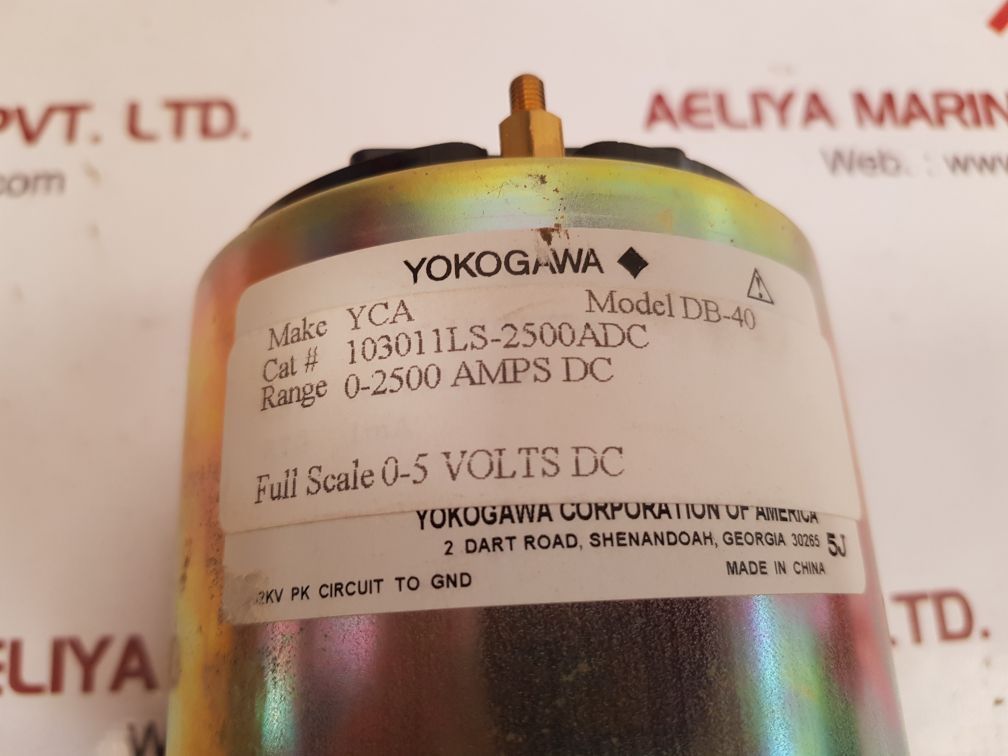 PVT. LTD.
AELIYA MARIN
Web. : www
com
YOKOGAWA
Make YCA Model DB-40
Cat # 103011LS-2500ADC
Range 0-2500 AMPS DC
Full Scale 0-5 VOLTS DC
YOKOGAWA CORPORATION OF AMERICA
2 DART ROAD, SHENANDOAH, GEORGIA 30265 5J
MADE IN CHINA
2KV PK CIRCUIT TO GND
LTD.
ELIYA
W